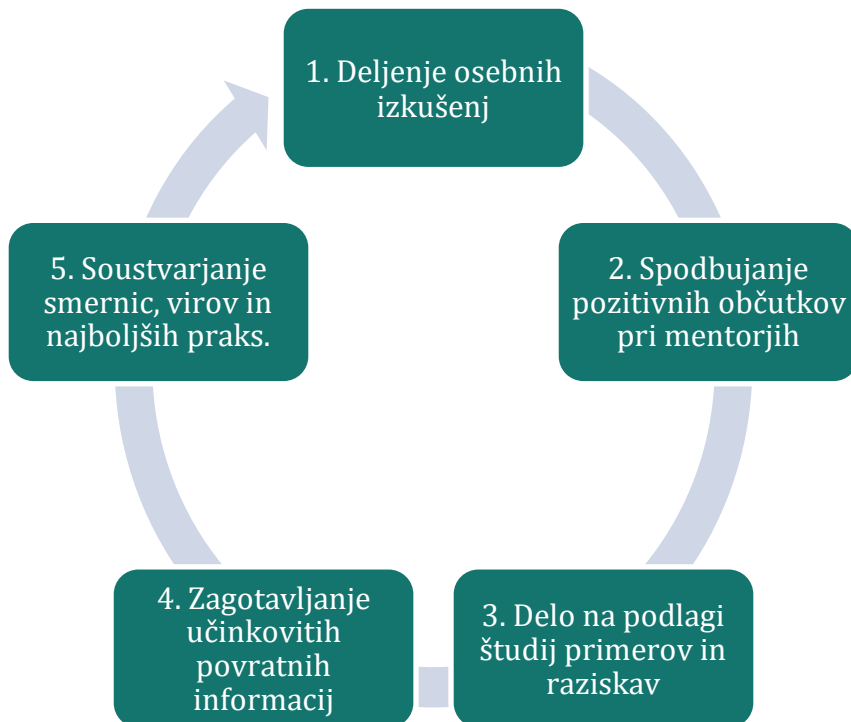 1. Deljenje osebnih
izkušenj
2. Spodbujanje
pozitivnih občutkov
pri mentorjih
3. Delo na podlagi
študij primerov in
raziskav
4. Zagotavljanje
učinkovitih
povratnih
informacij
5. Soustvarjanje
smernic, virov in
najboljših praks.